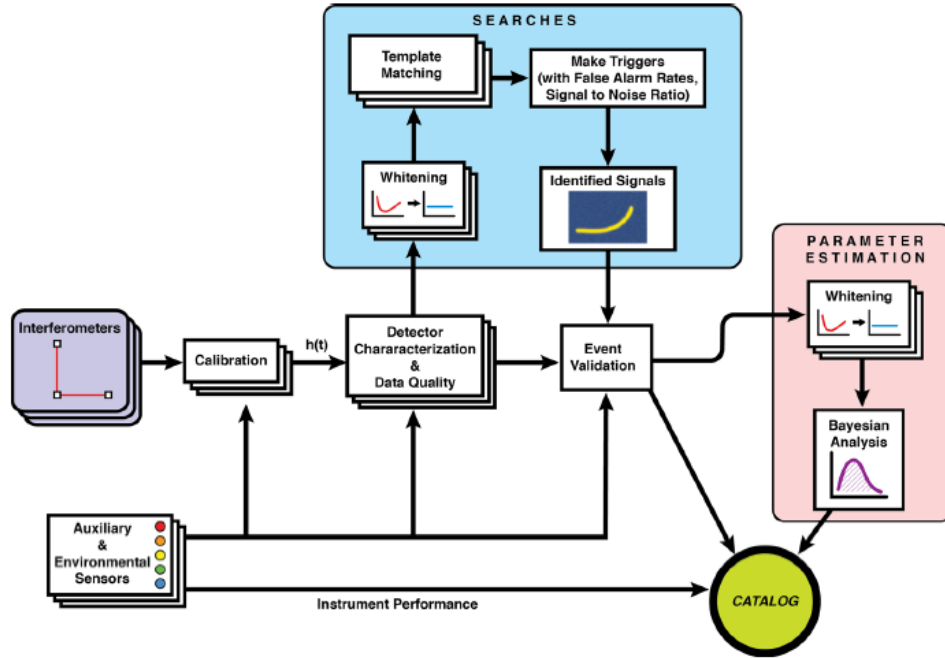 SEARCHES
Template
Matching
Make Triggers
(with False Alarm Rates,
Signal to Noise Ratio)
Whitening
Identified Signals
PARAMETER
ESTIMATION
Whitening
Interferometers
Calibration
h(t)
Detector
Chararacterization
&
Data Quality
Event
Validation
Bayesian
Analysis
Auxiliary
&
Environmental
Sensors
Instrument Performance
CATALOG